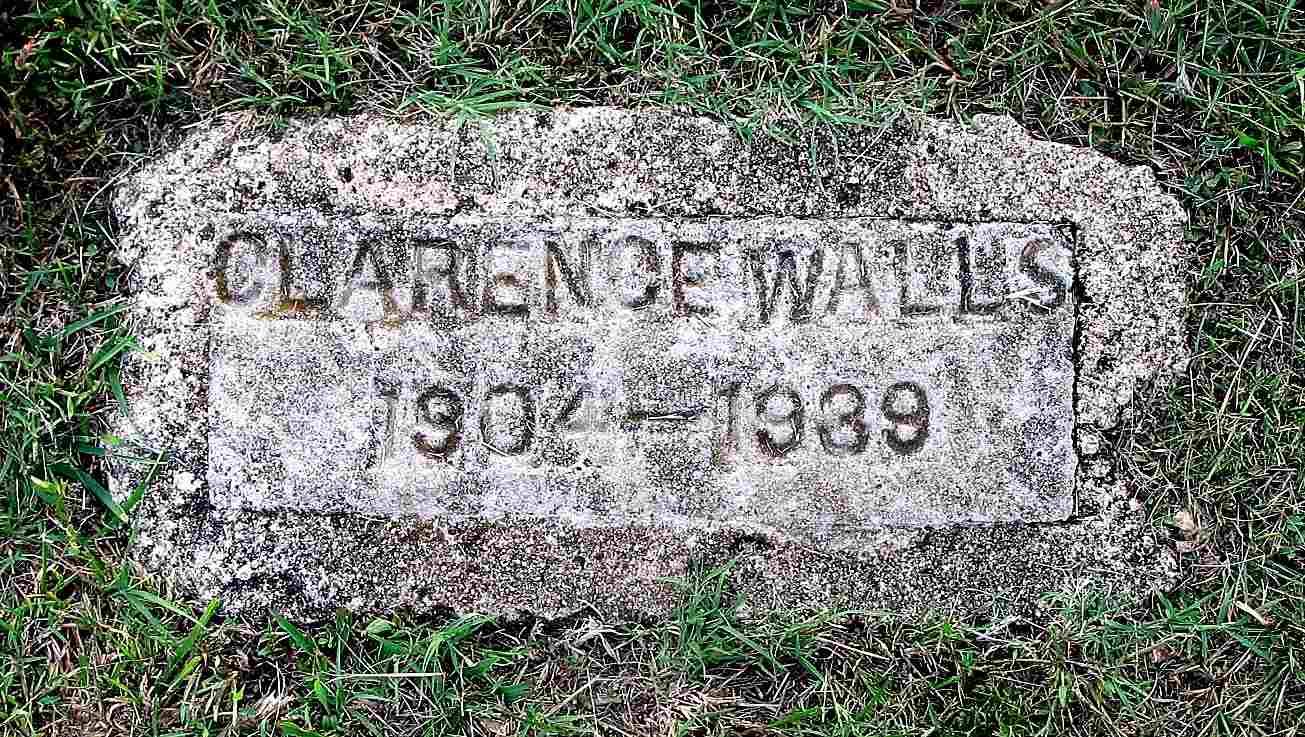 CLARENCE WALLS
1904 – 1939